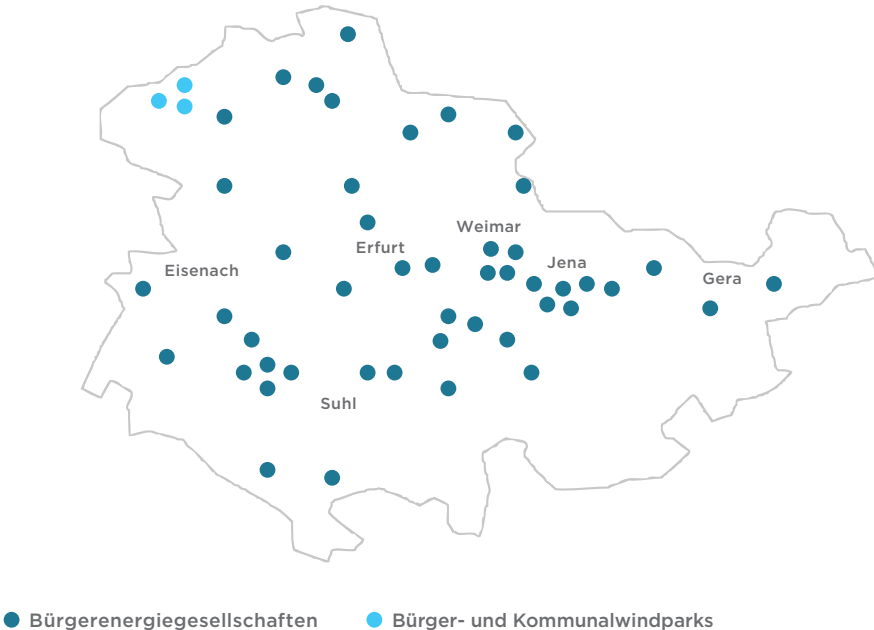 Weimar
Erfurt
Jena
Eisenach
Gera
Suhl
Bürgerenergiegesellschaften
Bürger- und Kommunalwindparks